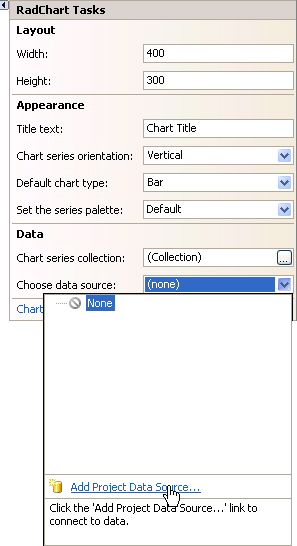 RadChart Tasks
Layout
Width: 400
Height: 300
Appearance
Title text: Chart Title
Chart series orientation: Vertical
Default chart type: Bar
Set the series palette: Default
Data
Chart series collection: (Collection) ...
Choose data source: (none)
Chart
None
Add Project Data Source...
Click the 'Add Project Data Source...' link to
connect to data.